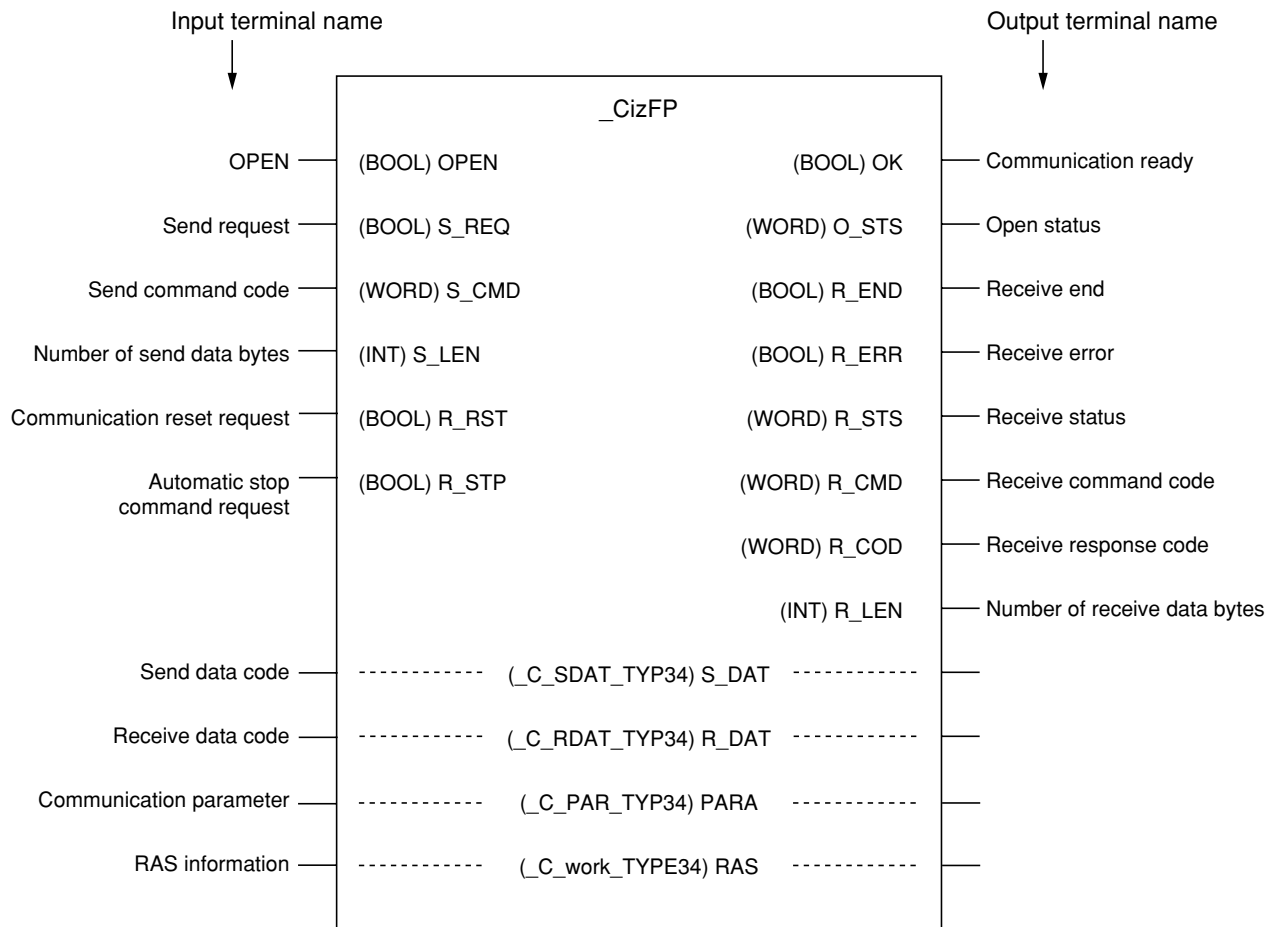 Input terminal name
Output terminal name
_CizFP
OPEN (BOOL) OPEN (BOOL) OK Communication ready
Send request (BOOL) S_REQ (WORD) O_STS Open status
Send command code (WORD) S_CMD (BOOL) R_END Receive end
Number of send data bytes (INT) S_LEN (BOOL) R_ERR Receive error
Communication reset request (BOOL) R_RST (WORD) R_STS Receive status
Automatic stop
command request
(BOOL) R_STP (WORD) R_CMD Receive command code
(WORD) R_COD Receive response code
(INT) R_LEN Number of receive data bytes
Send data code (_C_SDAT_TYP34) S_DAT
Receive data code (_C_RDAT_TYP34) R_DAT
Communication parameter (_C_PAR_TYP34) PARA
RAS information (_C_work_TYPE34) RAS